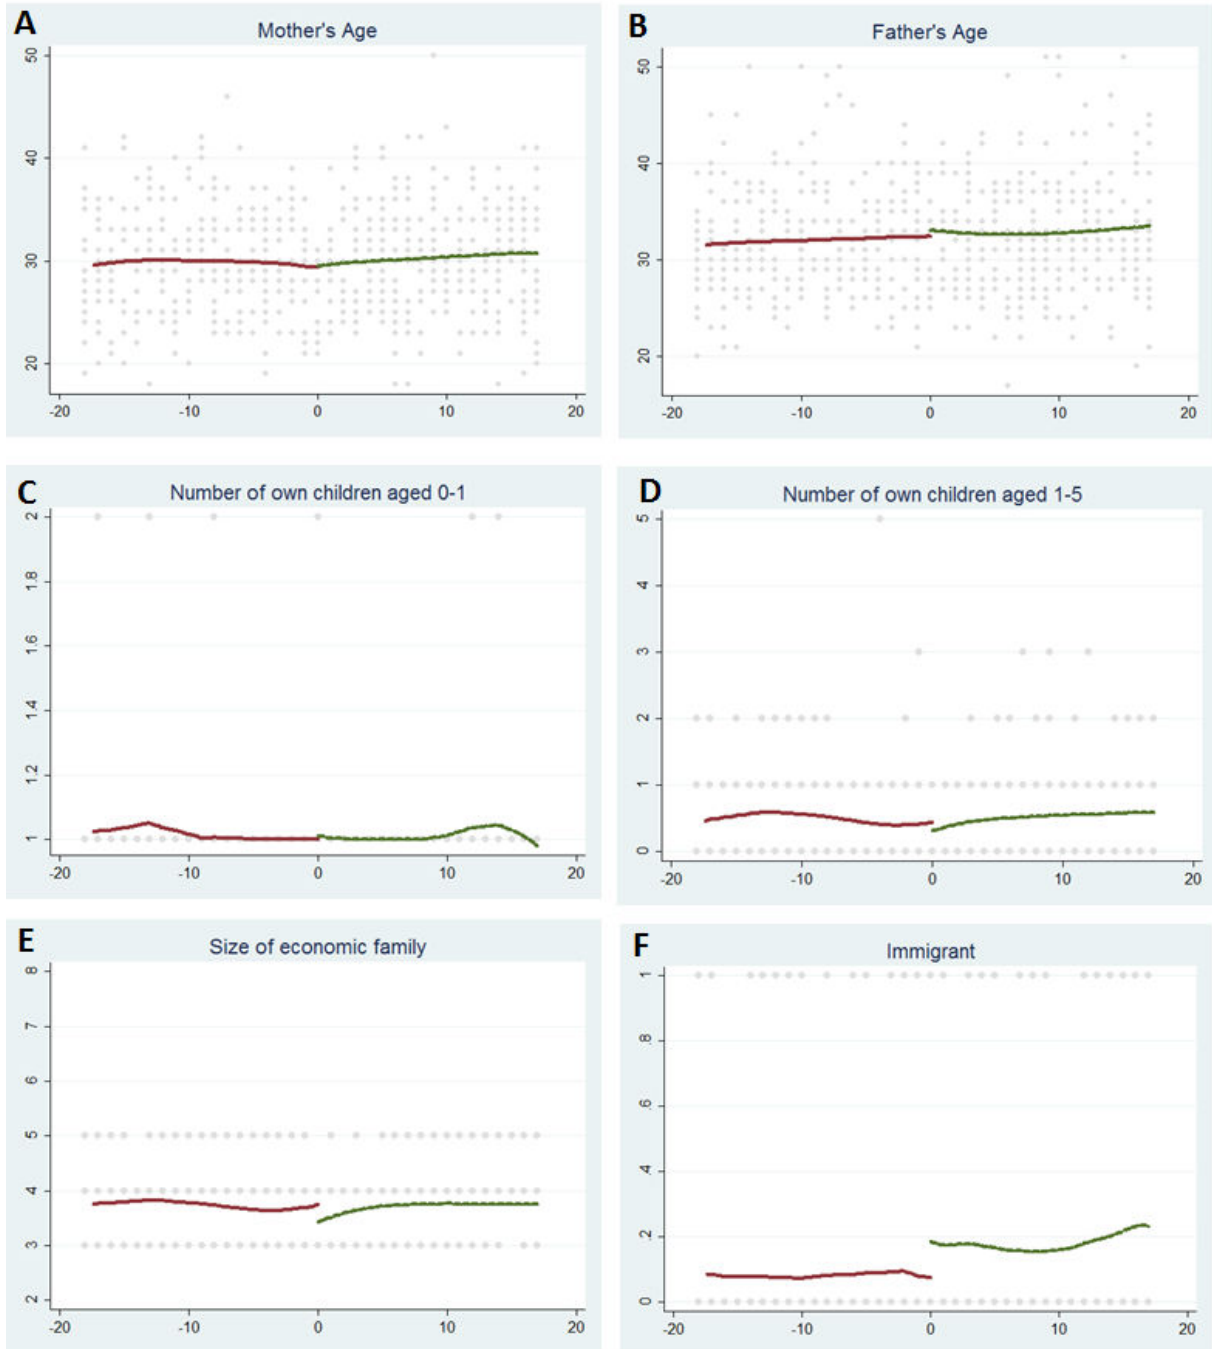 A
Mother's Age
50
40
30
20
-20 -10 0 10 20
B
Father's Age
50
40
30
20
-20 -10 0 10 20
C
Number of own children aged 0-1
2
1.8
1.6
1.4
1.2
1
-20 -10 0 10 20
D
Number of own children aged 1-5
5
4
3
2
1
0
-20 -10 0 10 20
E
Size of economic family
8
7
6
5
4
3
2
-20 -10 0 10 20
F
Immigrant
1
.8
.6
.4
.2
0
-20 -10 0 10 20